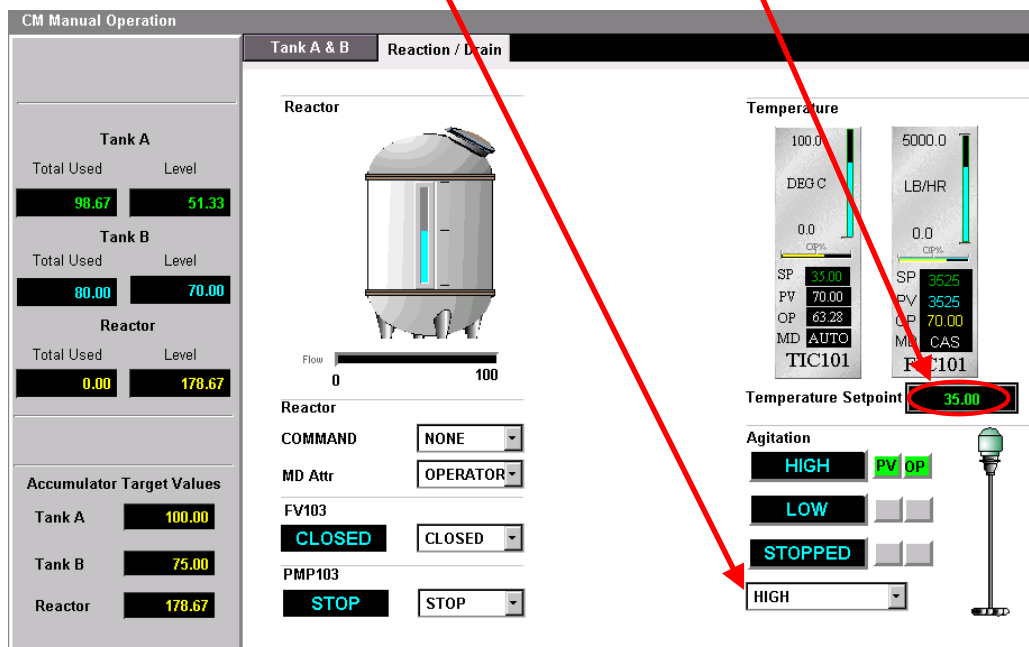 CM Manual Operation
Tank A & B
Reaction / Drain
Tank A
Total Used Level
98.67 51.33
Tank B
Total Used Level
80.00 70.00
Reactor
Total Used Level
0.00 178.67
Accumulator Target Values
Tank A 100.00
Tank B 75.00
Reactor 178.67
Reactor
Flow
0 100
Reactor
COMMAND NONE
MD Attr OPERATOR
FV103
CLOSED CLOSED
PMP103
STOP STOP
Temperature
100.0
DEG C
0.0
OP%
SP 35.00
PV 70.00
OP 63.28
MD AUTO
TIC101
5000.0
LB/HR
0.0
OP%
SP 3525
PV 3525
OP 70.00
MD CAS
FIC101
Temperature Setpoint 35.00
Agitation
HIGH PV OP
LOW
STOPPED
HIGH